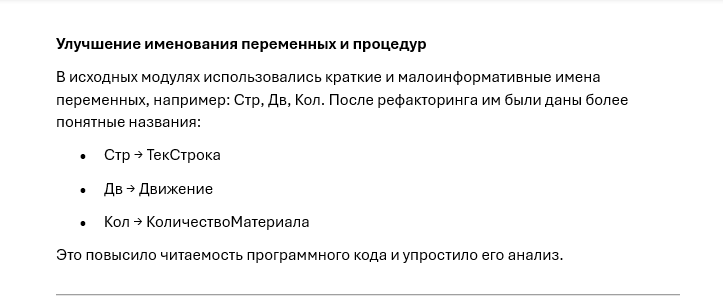 Улучшение именования переменных и процедур
В исходных модулях использовались краткие и малоинформативные имена
переменных, например: Стр, Дв, Кол. После рефакторинга им были даны более
понятные названия:
• Стр → ТекСтрока
• Дв → Движение
• Кол → КоличествоМатериала
Это повысило читаемость программного кода и упростило его анализ.